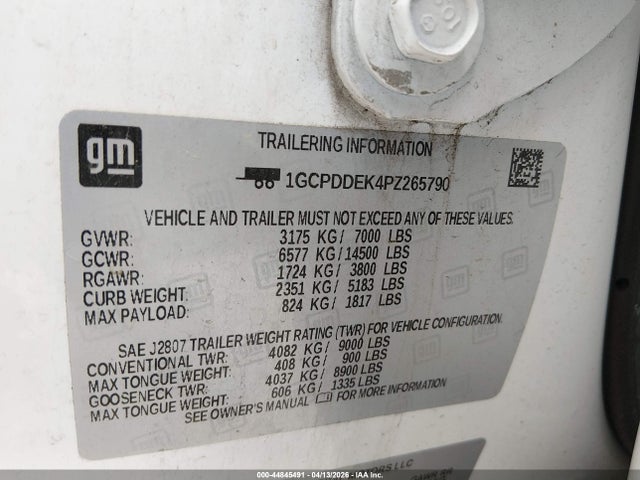 gm
TRAILERING INFORMATION
1GCPDDEK4PZ265790
VEHICLE AND TRAILER MUST NOT EXCEED ANY OF THESE VALUES.
GVWR: 3175 KG/ 7000 LBS
GCWR: 6577 KG/14500 LBS
RGAWR: 1724 KG/ 3800 LBS
CURB WEIGHT: 2351 KG/ 5183 LBS
MAX PAYLOAD: 824 KG/ 1817 LBS
SAE J2807 TRAILER WEIGHT RATING (TWR) FOR VEHICLE CONFIGURATION.
CONVENTIONAL TWR: 4082 KG/ 9000 LBS
MAX TONGUE WEIGHT: 408 KG/ 900 LBS
GOOSENECK TWR: 4037 KG/ 8900 LBS
MAX TONGUE WEIGHT: 606 KG/ 1335 LBS
SEE OWNER'S MANUAL FOR MORE INFORMATION
ORS LLC
GAWR RR
000-44845491 - 04/13/2026 - IAA Inc.